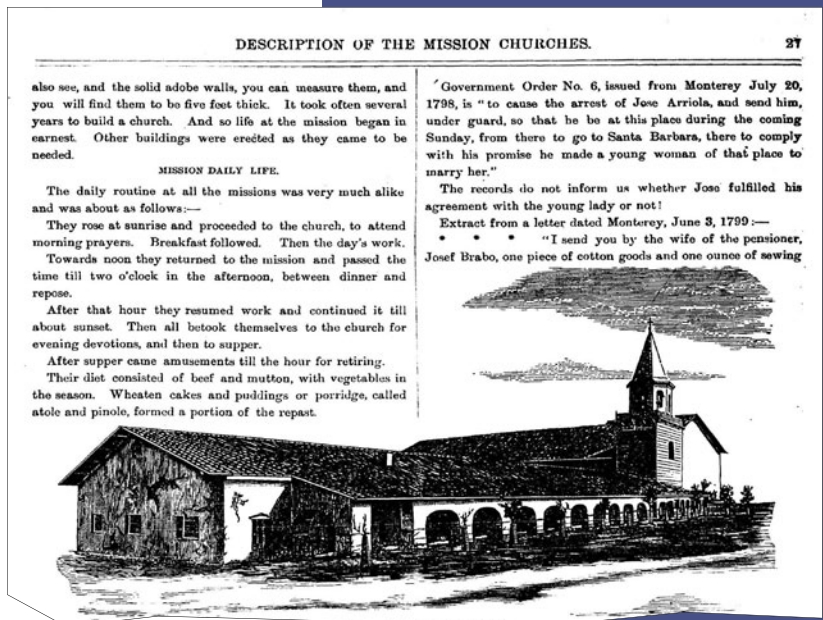 DESCRIPTION OF THE MISSION CHURCHES. 27
also see, and the solid adobe walls, you can measure them, and
you will find them to be five feet thick. It took often several
years to build a church. And so life at the mission began in
earnest. Other buildings were erected as they came to be
needed.
MISSION DAILY LIFE.
The daily routine at all the missions was very much alike
and was about as follows:—
They rose at sunrise and proceeded to the church, to attend
morning prayers. Breakfast followed. Then the day's work.
Towards noon they returned to the mission and passed the
time till two o'clock in the afternoon, between dinner and
repose.
After that hour they resumed work and continued it till
about sunset. Then all betook themselves to the church for
evening devotions, and then to supper.
After supper came amusements till the hour for retiring.
Their diet consisted of beef and mutton, with vegetables in
the season. Wheaten cakes and puddings or porridge, called
atole and pinole, formed a portion of the repast.
Government Order No. 6, issued from Monterey July 20,
1798, is "to cause the arrest of Jose Arriola, and send him,
under guard, so that he be at this place during the coming
Sunday, from there to go to Santa Barbara, there to comply
with his promise he made a young woman of that place to
marry her."
The records do not inform us whether Jose fulfilled his
agreement with the young lady or not!
Extract from a letter dated Monterey, June 3, 1799:—
* * * "I send you by the wife of the pensioner,
Josef Brabo, one piece of cotton goods and one ounce of sewing